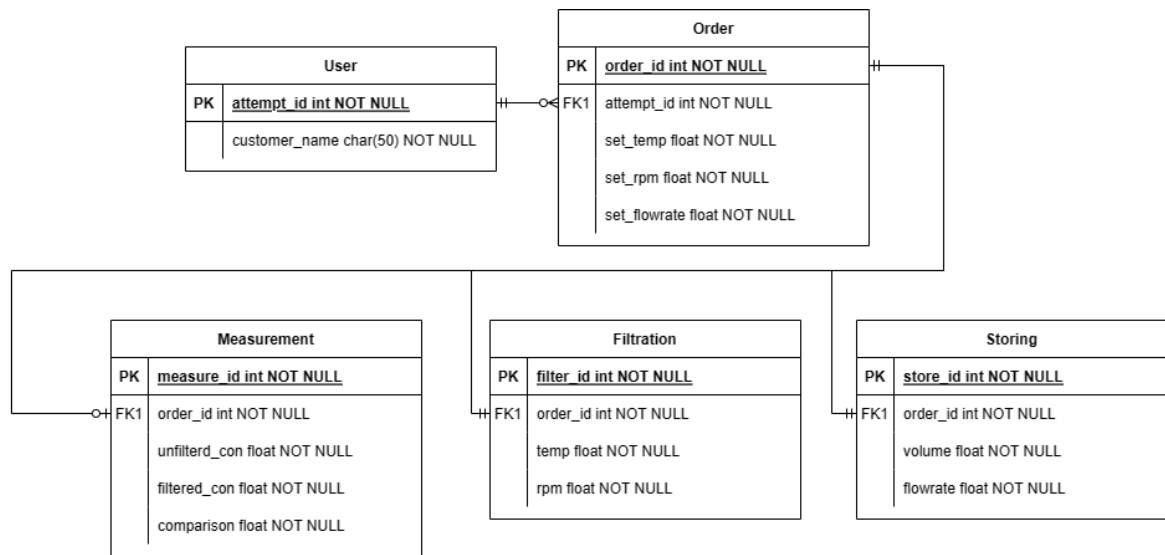 Order
PK order_id int NOT NULL
FK1 attempt_id int NOT NULL
set_temp float NOT NULL
set_rpm float NOT NULL
set_flowrate float NOT NULL
User
PK attempt_id int NOT NULL
customer_name char(50) NOT NULL
Measurement
PK measure_id int NOT NULL
FK1 order_id int NOT NULL
unfilterd_con float NOT NULL
filtered_con float NOT NULL
comparison float NOT NULL
Filtration
PK filter_id int NOT NULL
FK1 order_id int NOT NULL
temp float NOT NULL
rpm float NOT NULL
Storing
PK store_id int NOT NULL
FK1 order_id int NOT NULL
volume float NOT NULL
flowrate float NOT NULL